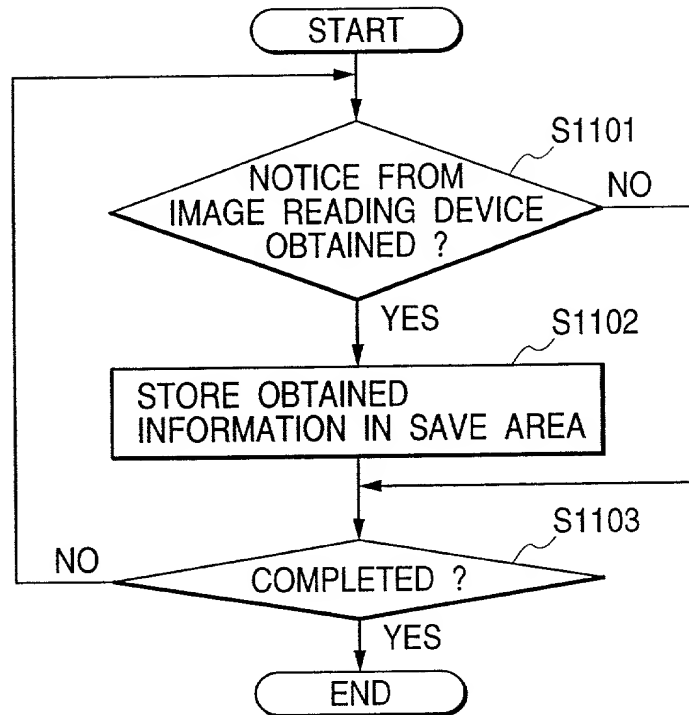 START
S1101
NOTICE FROM
IMAGE READING DEVICE
OBTAINED ?
NO
YES
S1102
STORE OBTAINED
INFORMATION IN SAVE AREA
S1103
NO
COMPLETED ?
YES
END